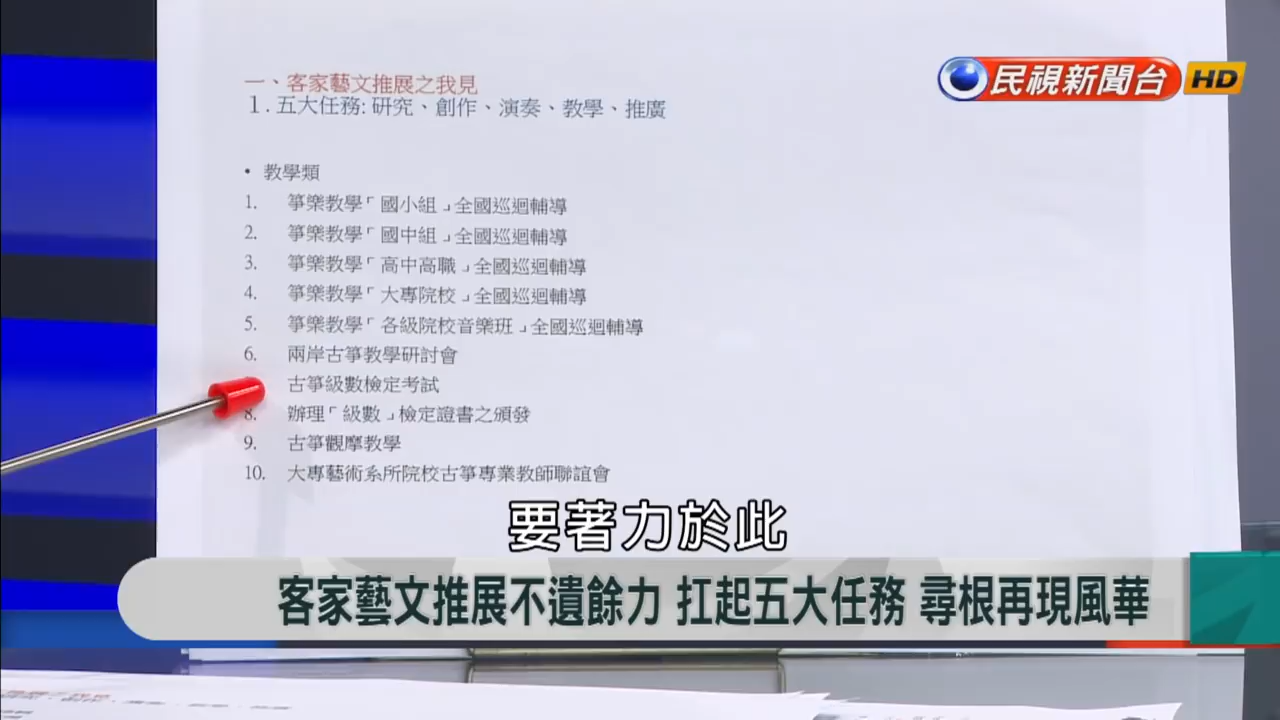 一、客家藝文推展之我見
1. 五大任務: 研究、創作、演奏、教學、推廣
民視新聞台 HD
• 教學類
1. 箏樂教學「國小組」全國巡迴輔導
2. 箏樂教學「國中組」全國巡迴輔導
3. 箏樂教學「高中高職」全國巡迴輔導
4. 箏樂教學「大專院校」全國巡迴輔導
5. 箏樂教學「各級院校音樂班」全國巡迴輔導
6. 兩岸古箏教學研討會
古箏級數檢定考試
8. 辦理「級數」檢定證書之頒發
9. 古箏觀摩教學
10. 大專藝術系所院校古箏專業教師聯誼會
要著力於此
客家藝文推展不遺餘力 扛起五大任務 尋根再現風華